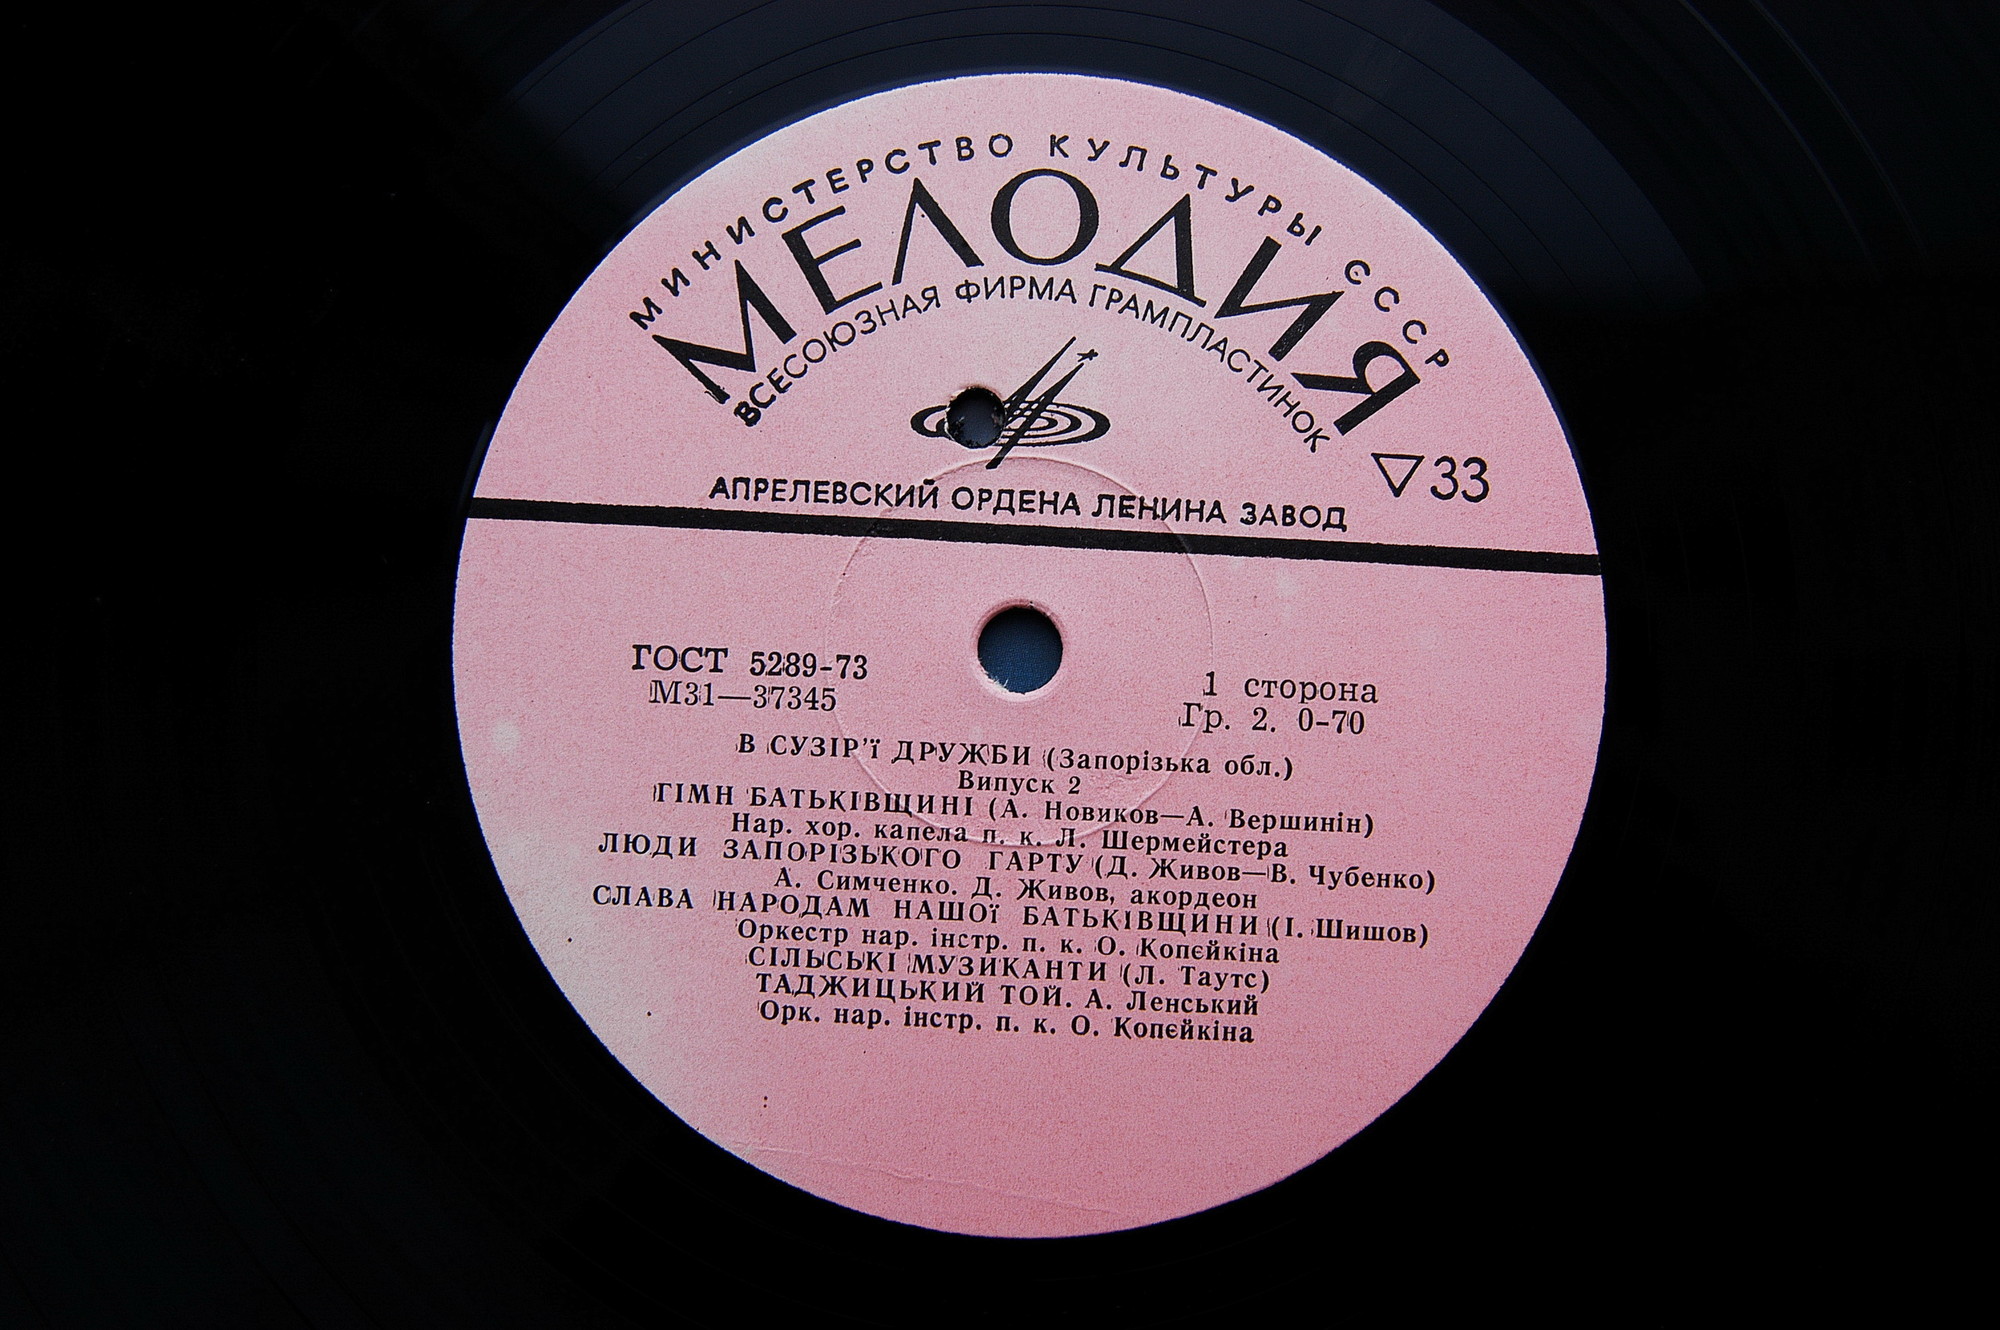 МИНИСТЕРСТВО КУЛЬТУРЫ СССР
МЕЛОДИЯ
ВСЕСОЮЗНАЯ ФИРМА ГРАМПЛАСТИНОК
▽33
АПРЕЛЕВСКИЙ ОРДЕНА ЛЕНИНА ЗАВОД
ГОСТ 5289-73
М31—37345
1 сторона
Гр. 2. 0-70
В СУЗІР'ї ДРУЖБИ (Запорізька обл.)
Випуск 2
ГІМН БАТЬКІВЩИНІ (А. Новиков—А. Вершинін)
Нар. хор. капела п. к. Л. Шермейстера
ЛЮДИ ЗАПОРІЗЬКОГО ГАРТУ (Д. Живов—В. Чубенко)
А. Симченко. Д. Живов, акордеон
СЛАВА НАРОДАМ НАШОї БАТЬКІВЩИНИ (І. Шишов)
Оркестр нар. інстр. п. к. О. Копєйкіна
СІЛЬСЬКІ МУЗИКАНТИ (Л. Таутс)
ТАДЖИЦЬКИЙ ТОЙ. А. Ленський
Орк. нар. інстр. п. к. О. Копєйкіна